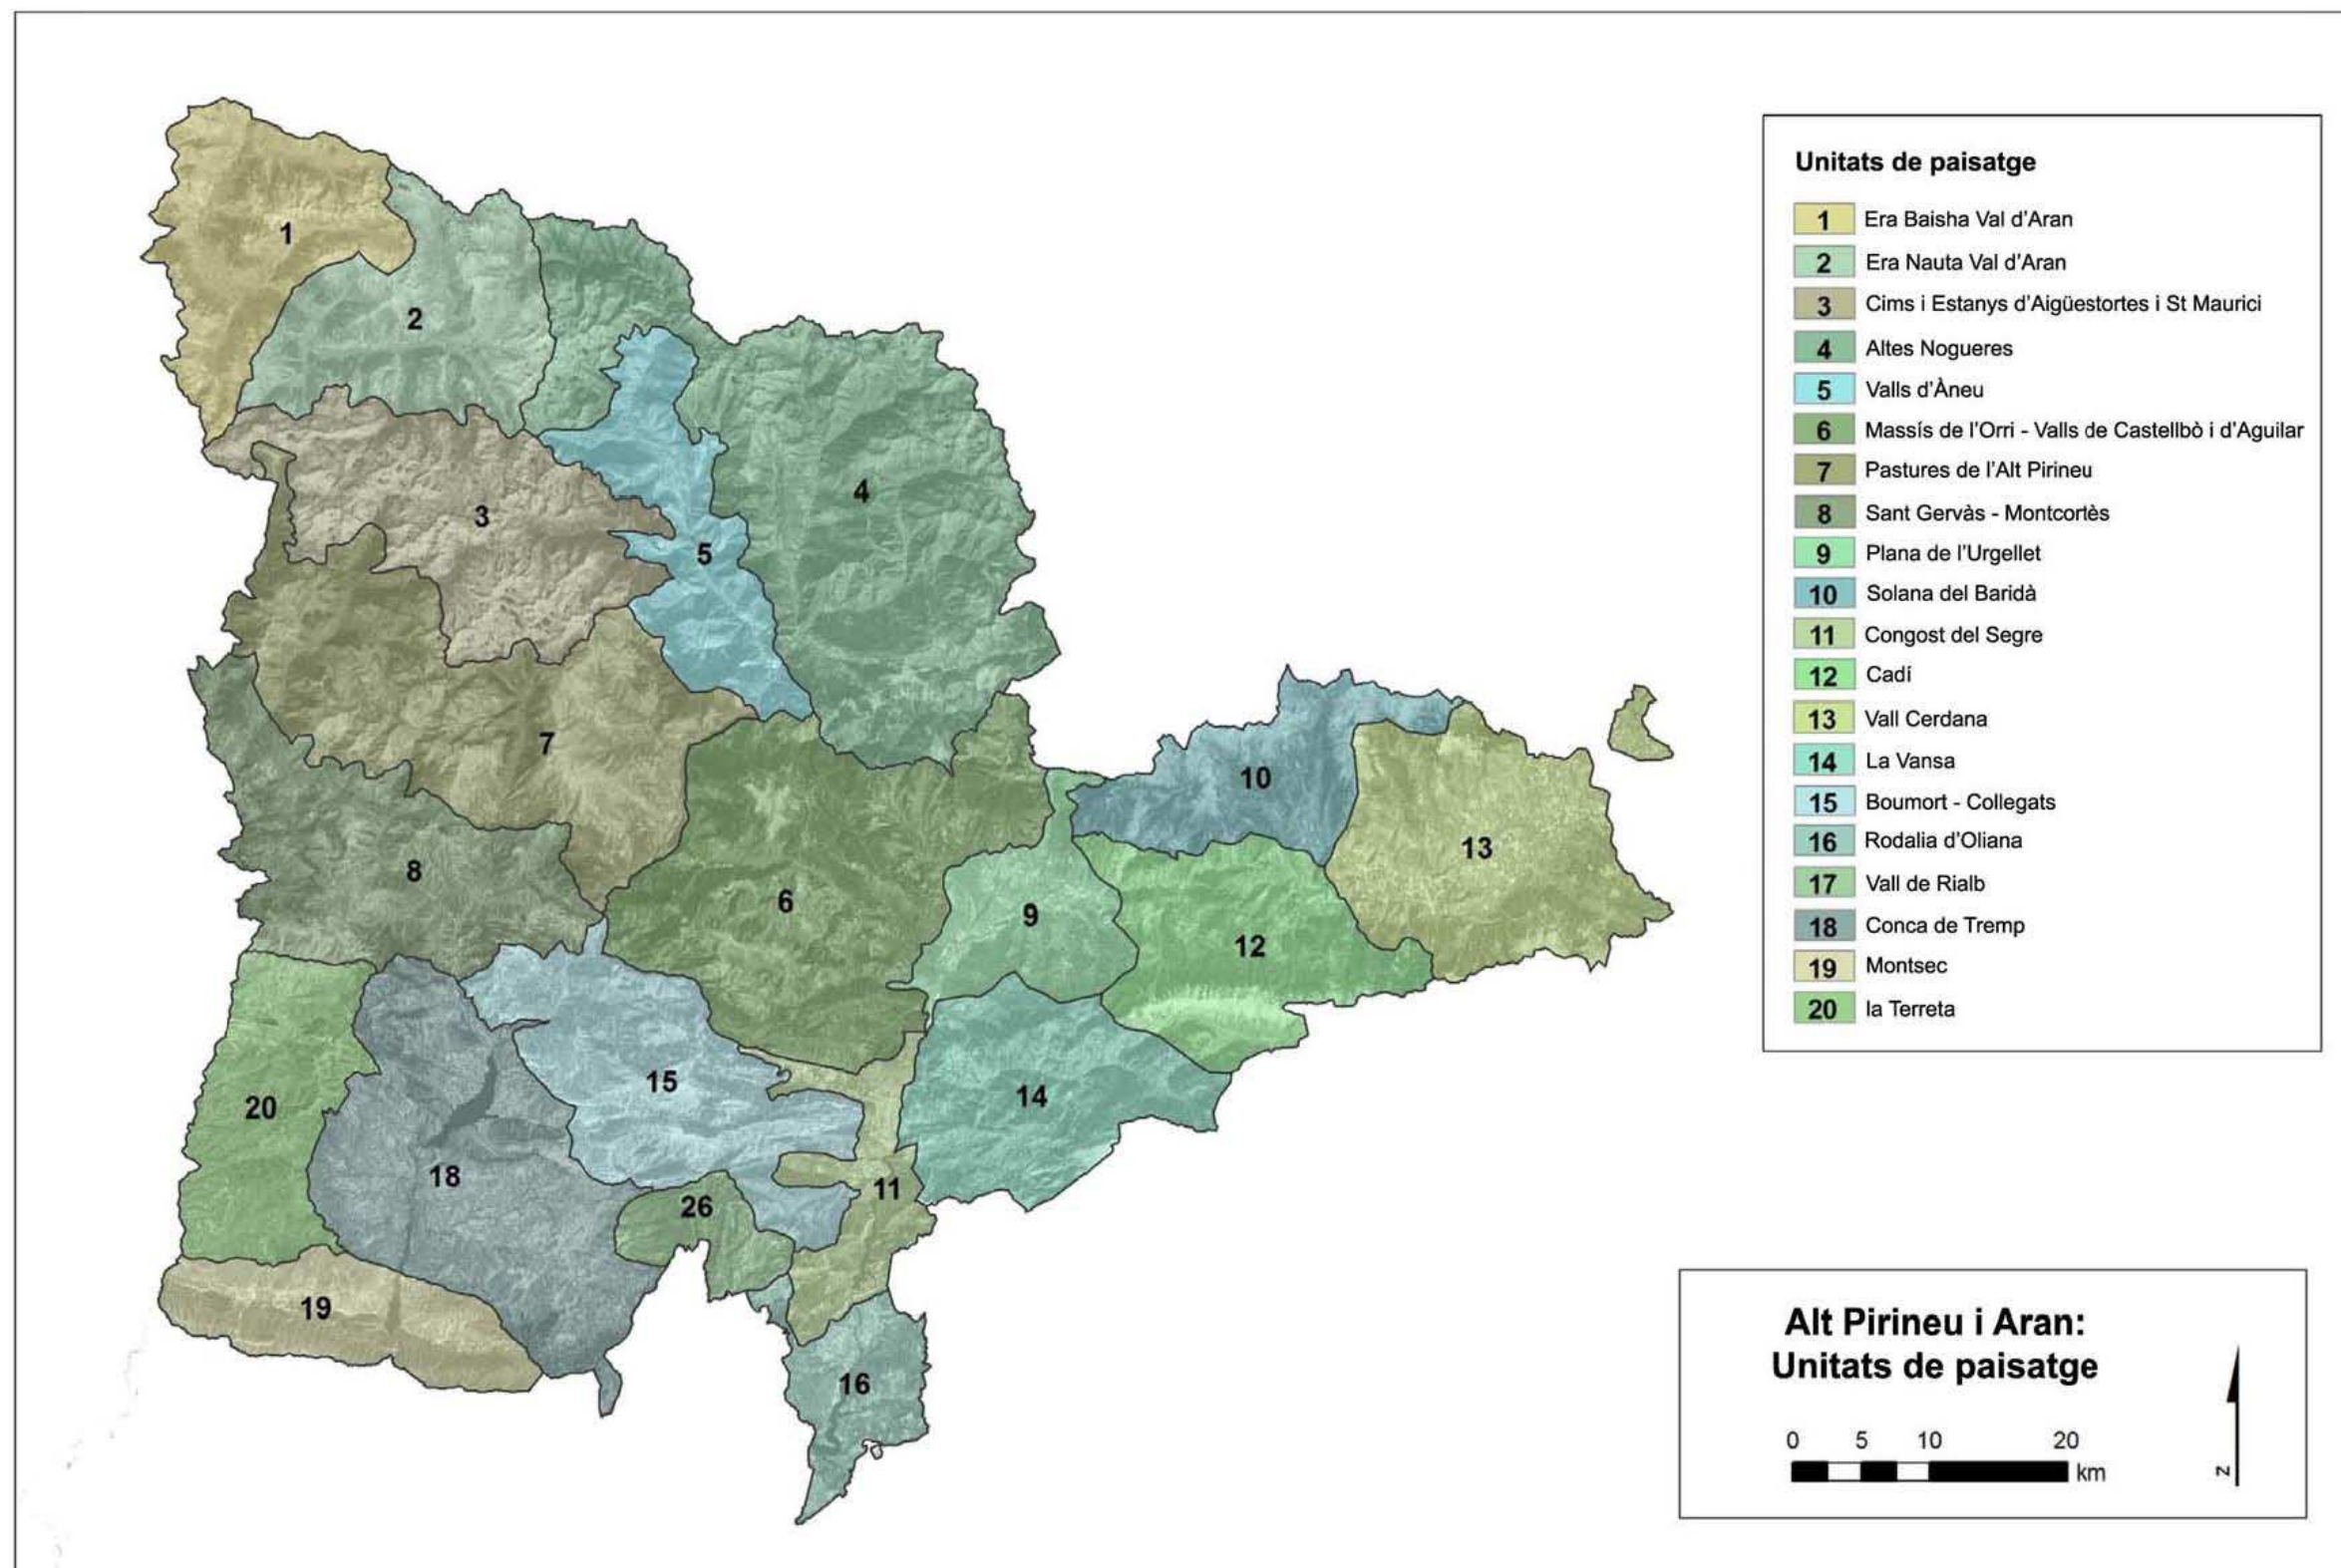 1
2
3
4
5
6
7
8
9
10
11
12
13
14
15
16
18
19
20
26
Unitats de paisatge
1 Era Baisha Val d'Aran
2 Era Nauta Val d'Aran
3 Cims i Estanys d'Aigüestortes i St Maurici
4 Altes Nogueres
5 Valls d'Àneu
6 Massís de l'Orri - Valls de Castellbò i d'Aguilar
7 Pastures de l'Alt Pirineu
8 Sant Gervàs - Montcortès
9 Plana de l'Urgellet
10 Solana del Baridà
11 Congost del Segre
12 Cadí
13 Vall Cerdana
14 La Vansa
15 Boumort - Collegats
16 Rodalia d'Oliana
17 Vall de Rialb
18 Conca de Tremp
19 Montsec
20 la Terreta
Alt Pirineu i Aran:
Unitats de paisatge
0 5 10 20
km
N